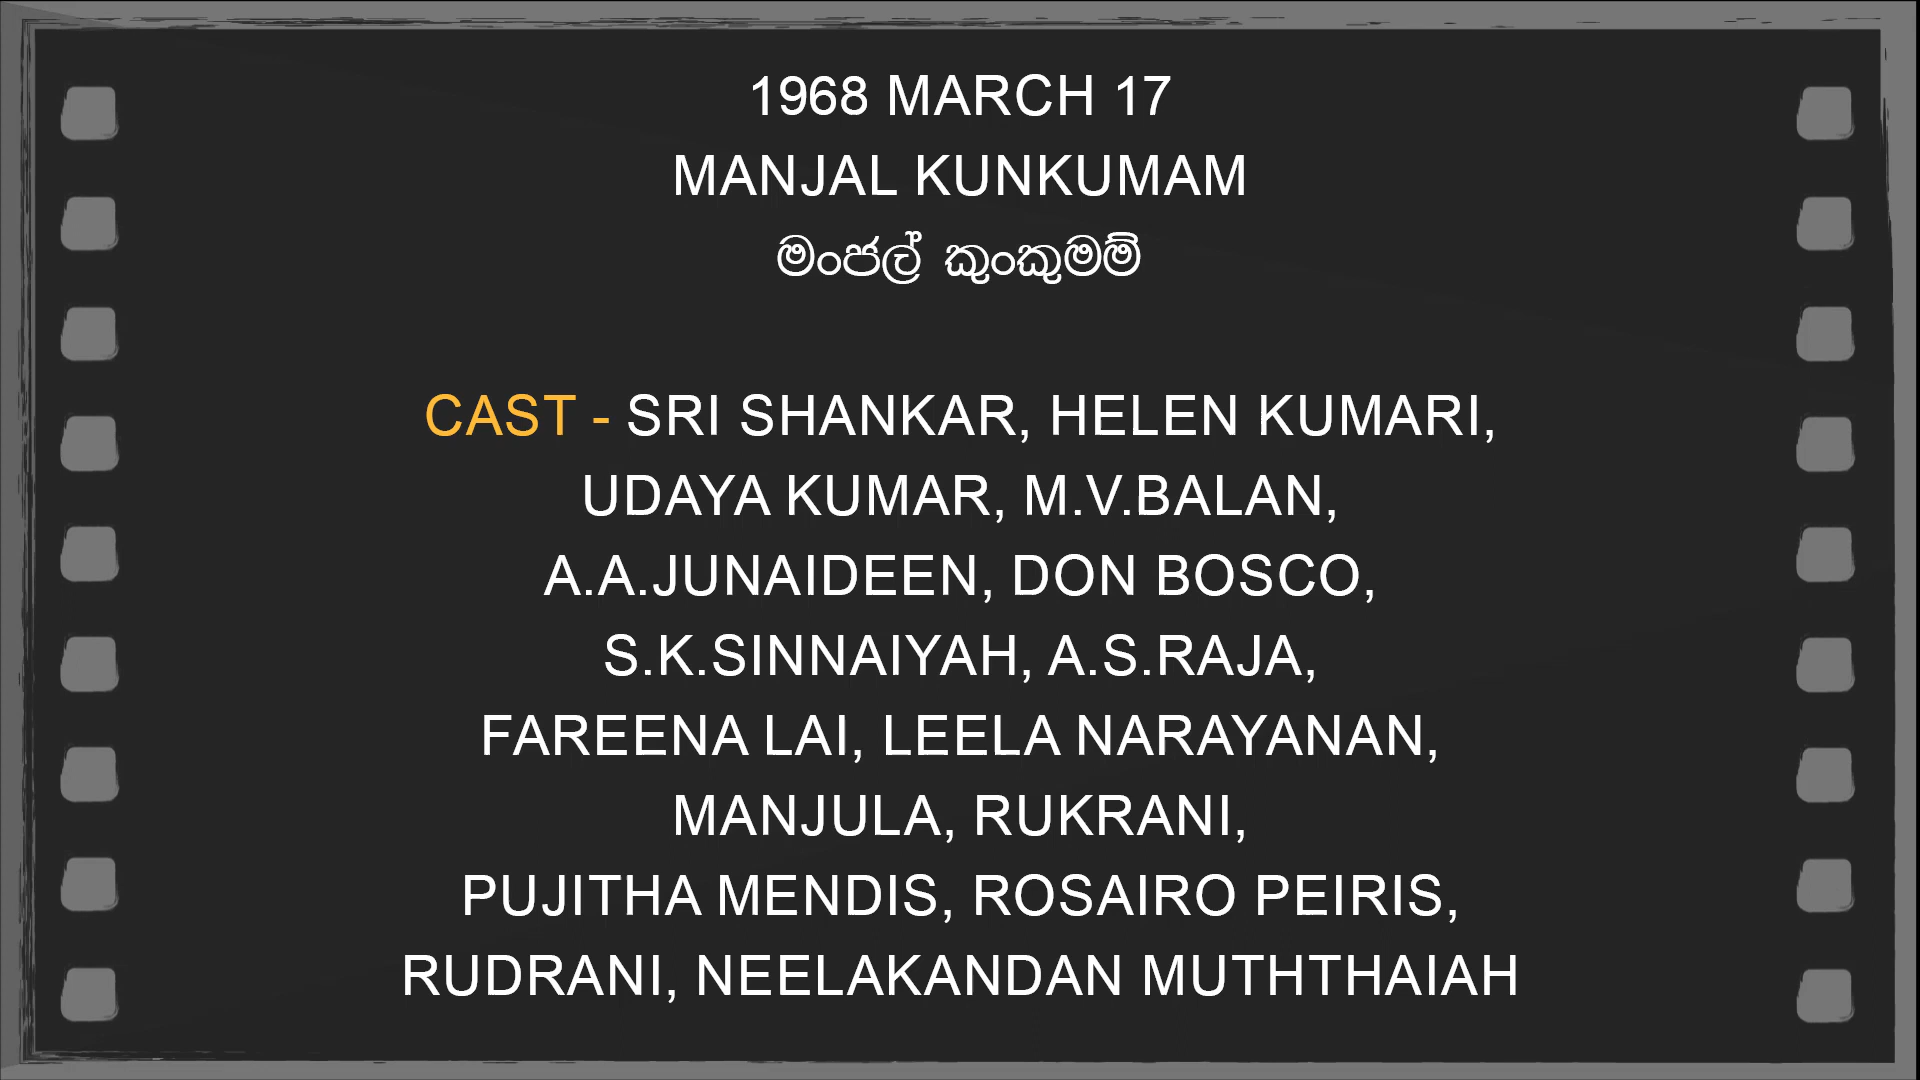 1968 MARCH 17
MANJAL KUNKUMAM
මංජල් කුංකුමම්
CAST - SRI SHANKAR, HELEN KUMARI,
UDAYA KUMAR, M.V.BALAN,
A.A.JUNAIDEEN, DON BOSCO,
S.K.SINNAIYAH, A.S.RAJA,
FAREENA LAI, LEELA NARAYANAN,
MANJULA, RUKRANI,
PUJITHA MENDIS, ROSAIRO PEIRIS,
RUDRANI, NEELAKANDAN MUTHTHAIAH